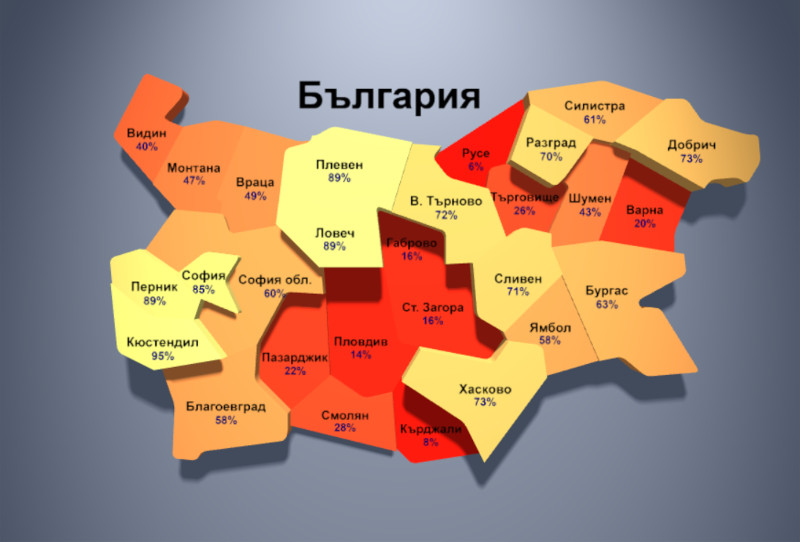 България
Силистра
61%
Видин
40%
Русе
6%
Разград
70%
Добрич
73%
Монтана
47%
Враца
49%
Плевен
89%
В. Търново
72%
Търговище
26%
Шумен
43%
Варна
20%
Ловеч
89%
Габрово
16%
Перник
89%
София
85%
София обл.
60%
Сливен
71%
Бургас
63%
Ст. Загора
16%
Кюстендил
95%
Пазарджик
22%
Пловдив
14%
Ямбол
58%
Хасково
73%
Благоевград
58%
Смолян
28%
Кърджали
8%